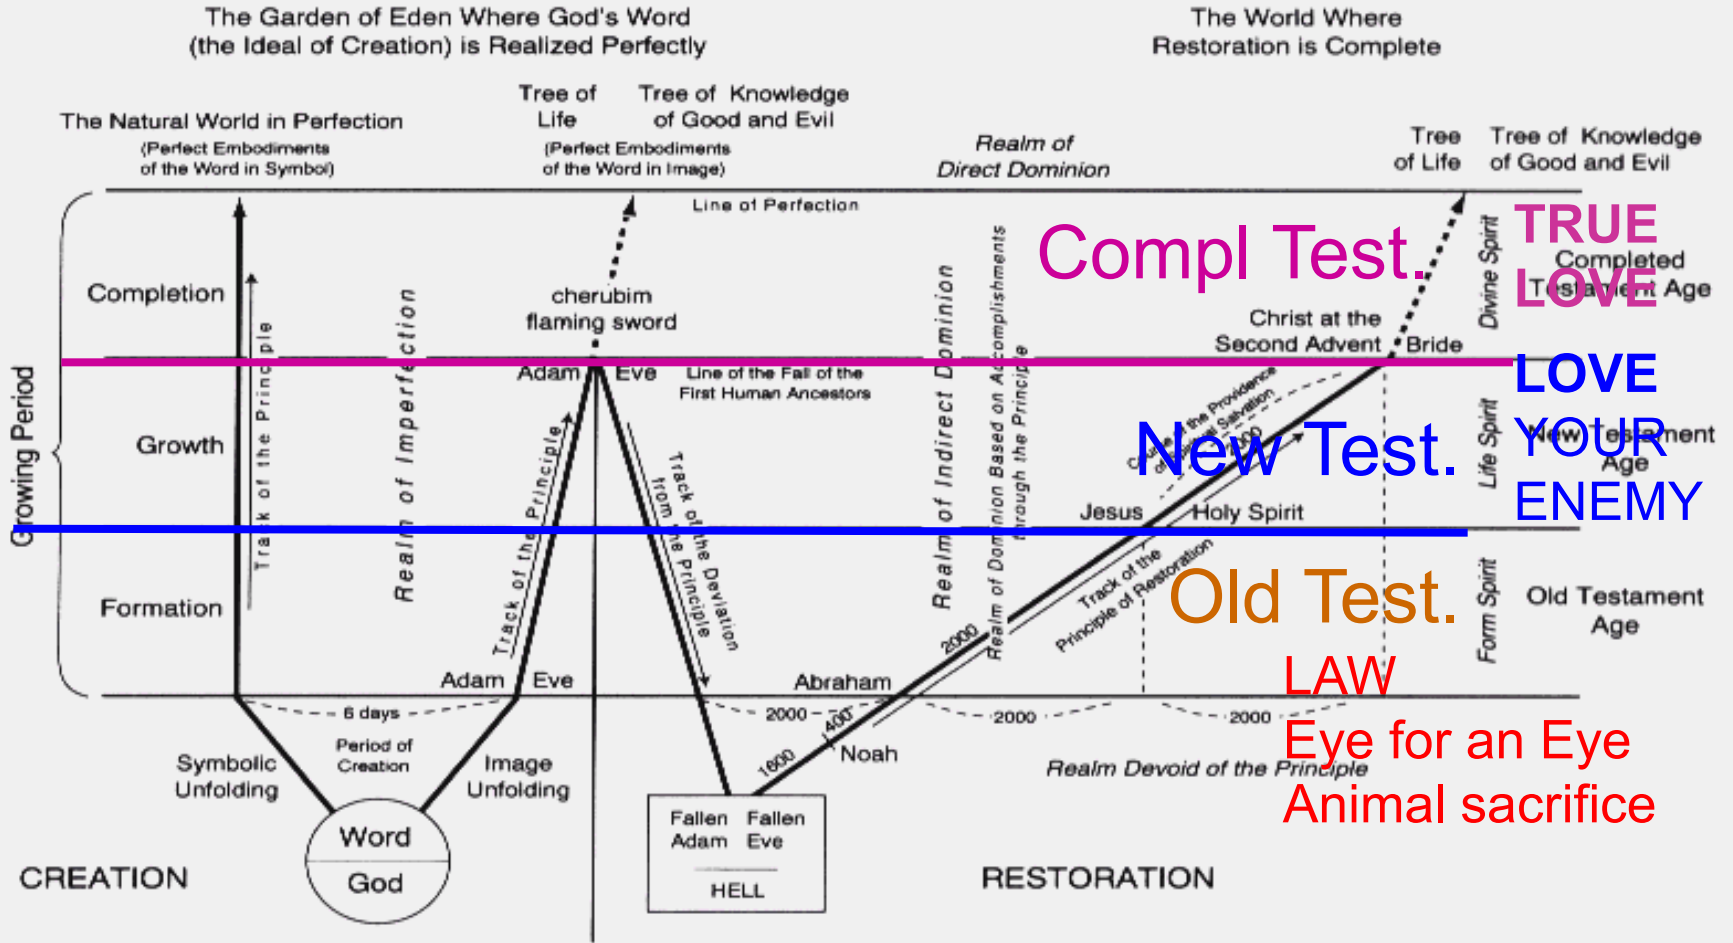 The Garden of Eden Where God's Word
(the Ideal of Creation) is Realized Perfectly
The World Where
Restoration is Complete
The Natural World in Perfection
(Perfect Embodiments
of the Word in Symbol)
Tree of
Life
Tree of Knowledge
of Good and Evil
(Perfect Embodiments
of the Word in Image)
Realm of
Direct Dominion
Tree
of Life
Tree of Knowledge
of Good and Evil
Line of Perfection
Growing Period
Completion
Growth
Formation
Track of the Principle
Realm of Imperfection
cherubim
flaming sword
Adam
Eve
Line of the Fall of the
First Human Ancestors
Track of the Principle
Track of the Deviation
from the Principle
Realm of Indirect Dominion
Realm of Dominion Based on Accomplishments
through the Principle
Compl Test.
Christ at the
Second Advent
Bride
Divine Spirit
TRUE
LOVE
Completed
Testament Age
Course of the Providence
of Spiritual Salvation
2000
New Test.
Life Spirit
LOVE
YOUR
ENEMY
New Testament
Age
Jesus
Holy Spirit
Track of the
Principle of Restoration
Old Test.
Form Spirit
Old Testament
Age
2000
LAW
Eye for an Eye
Animal sacrifice
Adam
Eve
Abraham
6 days
2000
2000
2000
400
1600
Noah
Realm Devoid of the Principle
Symbolic
Unfolding
Period of
Creation
Image
Unfolding
Word
God
Fallen
Adam
Fallen
Eve
HELL
CREATION
RESTORATION